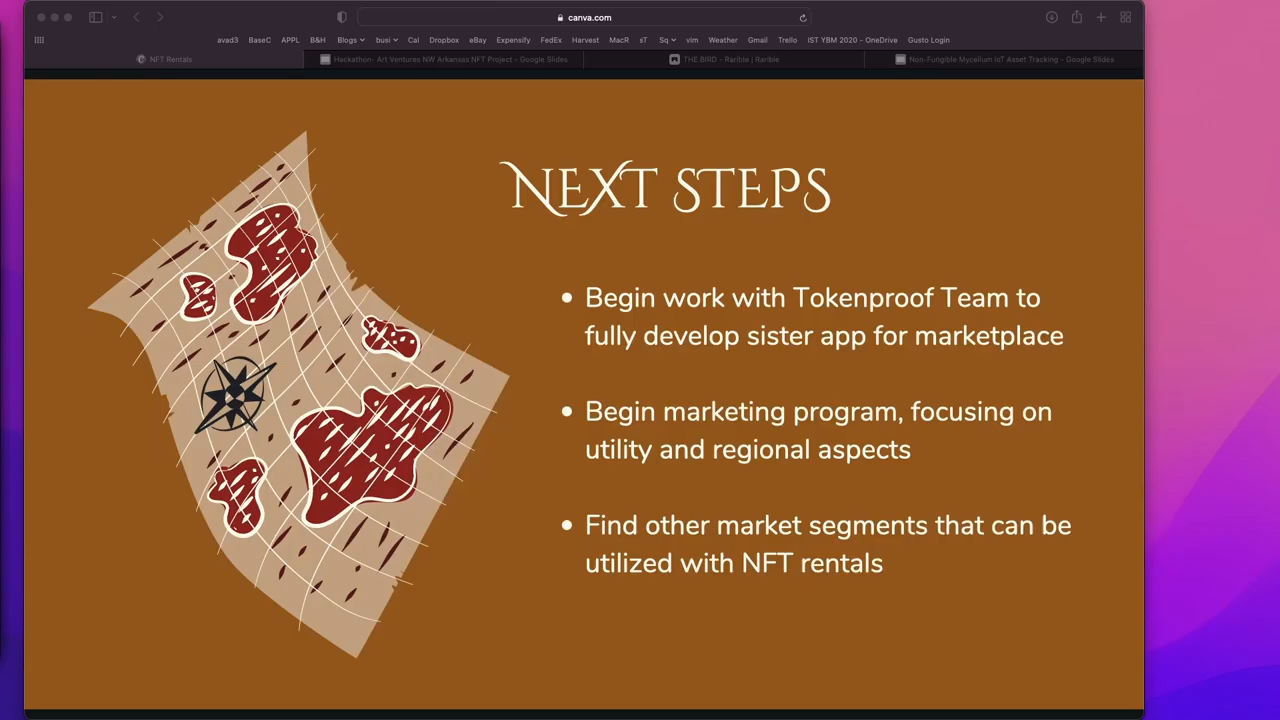 canva.com
avad3 BaseC APPL B&H Blogs busi Cal Dropbox eBay Expensify FedEx Harvest MacR sT Sq vim Weather Gmail Trello IST YBM 2020 - OneDrive Gusto Login
NFT Rentals Hackathon- Art Ventures NW Arkansas NFT Project - Google Slides THE BIRD - Rarible | Rarible Non-Fungible Mycelium IoT Asset Tracking - Google Slides
NEXT STEPS
• Begin work with Tokenproof Team to
fully develop sister app for marketplace
• Begin marketing program, focusing on
utility and regional aspects
• Find other market segments that can be
utilized with NFT rentals